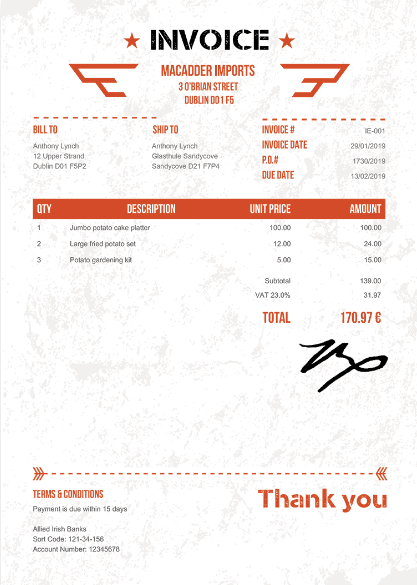 INVOICE
MACADDER IMPORTS
3 O'BRIAN STREET
DUBLIN D01 F5
BILL TO
Anthony Lynch
12 Upper Strand
Dublin D01 F5P2
SHIP TO
Anthony Lynch
Glasthule Sandycove
Sandycove D21 F7P4
INVOICE # IE-001
INVOICE DATE 29/01/2019
P.O.# 1730/2019
DUE DATE 13/02/2019
QTY DESCRIPTION UNIT PRICE AMOUNT
1 Jumbo potato cake platter 100.00 100.00
2 Large fried potato set 12.00 24.00
3 Potato gardening kit 5.00 15.00
Subtotal 139.00
VAT 23.0% 31.97
TOTAL 170.97 €
TERMS & CONDITIONS
Payment is due within 15 days
Allied Irish Banks
Sort Code: 121-34-156
Account Number: 12345678
Thank you